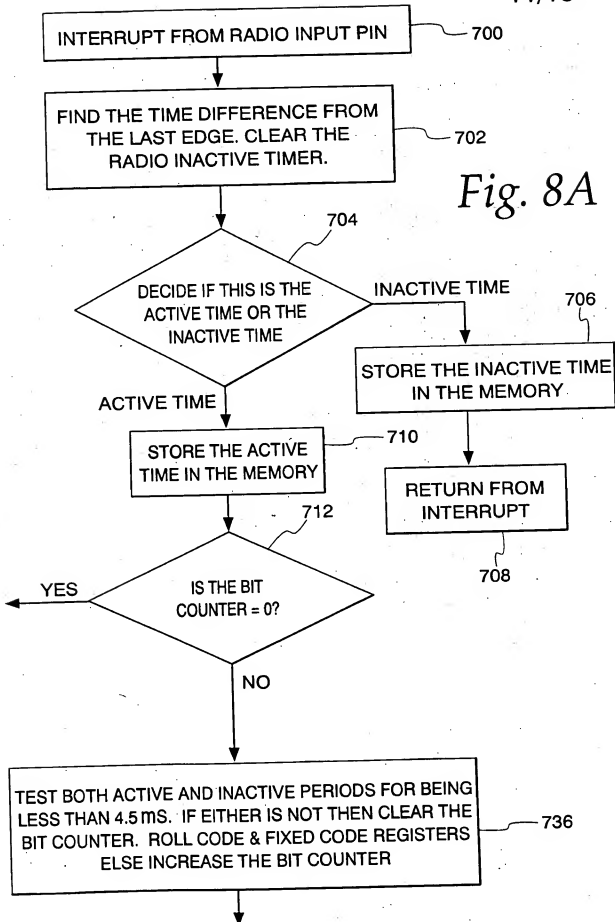 INTERRUPT FROM RADIO INPUT PIN
700
FIND THE TIME DIFFERENCE FROM
THE LAST EDGE. CLEAR THE
RADIO INACTIVE TIMER.
702
Fig. 8A
704
DECIDE IF THIS IS THE
ACTIVE TIME OR THE
INACTIVE TIME
INACTIVE TIME
706
STORE THE INACTIVE TIME
IN THE MEMORY
ACTIVE TIME
STORE THE ACTIVE
TIME IN THE MEMORY
710
RETURN FROM
INTERRUPT
708
712
YES
IS THE BIT
COUNTER = 0?
NO
TEST BOTH ACTIVE AND INACTIVE PERIODS FOR BEING
LESS THAN 4.5 mS. IF EITHER IS NOT THEN CLEAR THE
BIT COUNTER. ROLL CODE & FIXED CODE REGISTERS
ELSE INCREASE THE BIT COUNTER
736